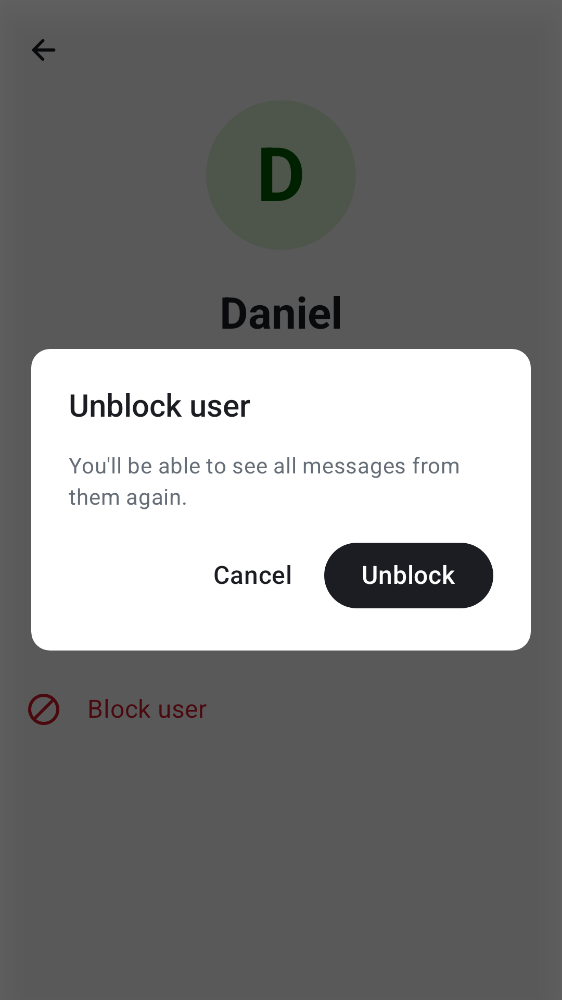 D
Daniel
Unblock user
You'll be able to see all messages from
them again.
Cancel
Unblock
Block user